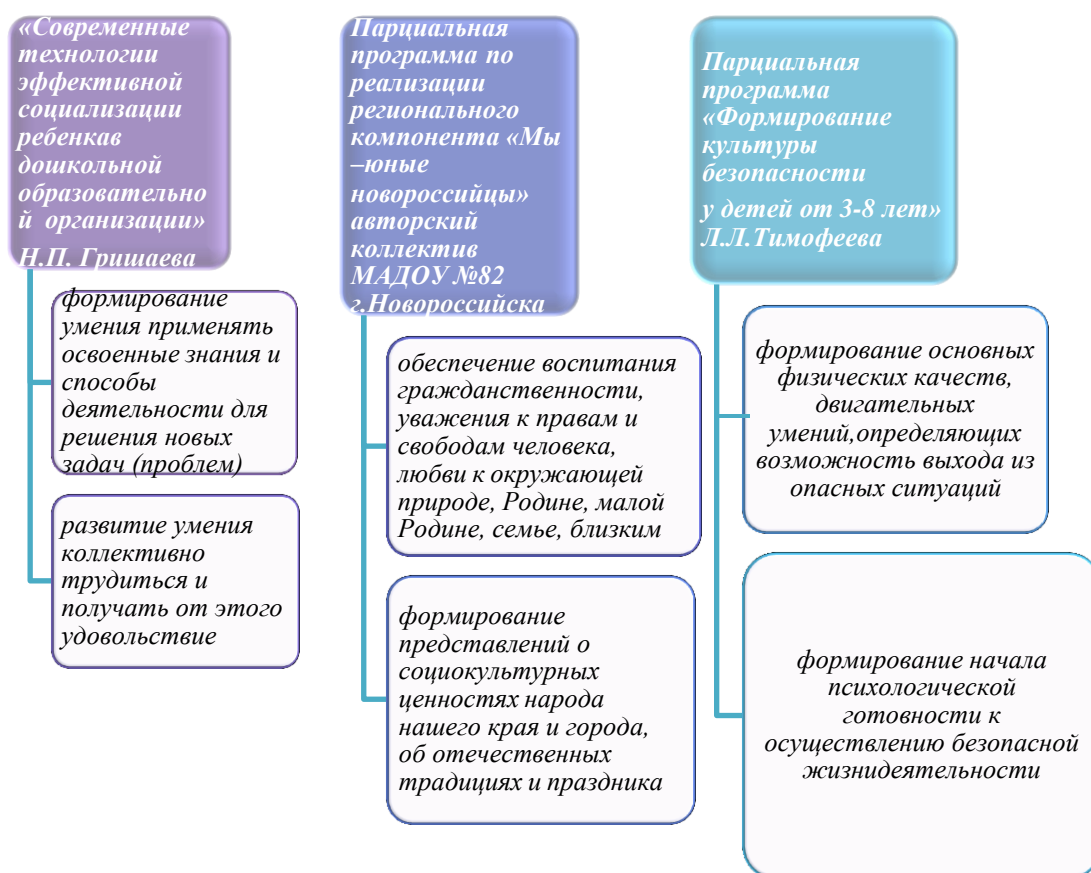 «Современные
технологии
эффективной
социализации
ребенкав
дошкольной
образовательно
й организации»
Н.П. Гришаева
формирование
умения применять
освоенные знания и
способы
деятельности для
решения новых
задач (проблем)
развитие умения
коллективно
трудиться и
получать от этого
удовольствие
Парциальная
программа по
реализации
регионального
компонента «Мы
–юные
новороссийцы»
авторский
коллектив
МАДОУ №82
г.Новороссийска
обеспечение воспитания
гражданственности,
уважения к правам и
свободам человека,
любви к окружающей
природе, Родине, малой
Родине, семье, близким
формирование
представлений о
социокультурных
ценностях народа
нашего края и города,
об отечественных
традициях и праздника
Парциальная
программа
«Формирование
культуры
безопасности
у детей от 3-8 лет»
Л.Л.Тимофеева
формирование основных
физических качеств,
двигательных
умений,определяющих
возможность выхода из
опасных ситуаций
формирование начала
психологической
готовности к
осуществлению безопасной
жизнидеятельности